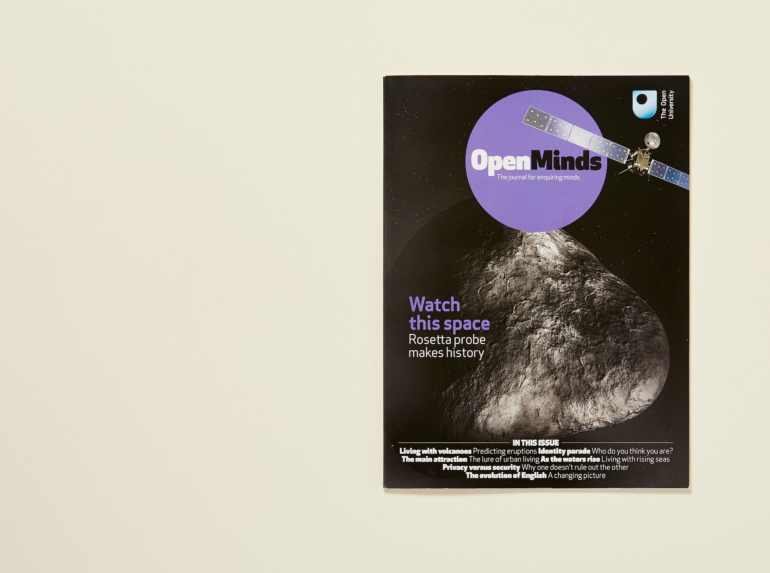 The Open
University
OpenMinds
The journal for enquiring minds
Watch
this space
Rosetta probe
makes history
IN THIS ISSUE
Living with volcanoes Predicting eruptions Identity parade Who do you think you are?
The main attraction The lure of urban living As the waters rise Living with rising seas
Privacy versus security Why one doesn't rule out the other
The evolution of English A changing picture